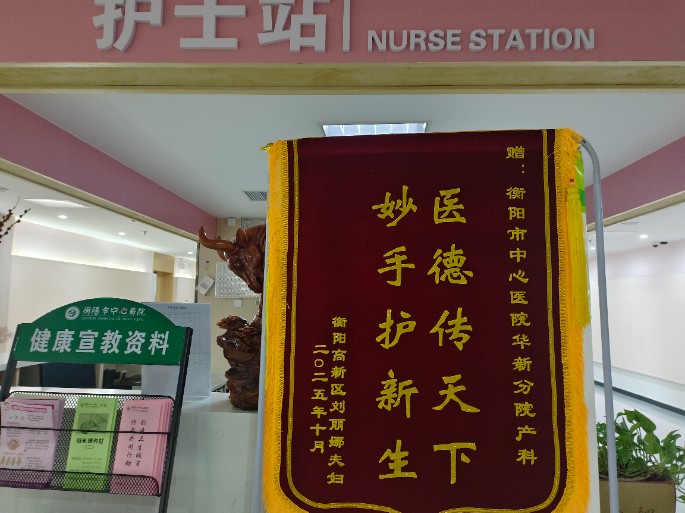 护士站 NURSE STATION
赠：衡阳市中心医院华新分院产科
医德传天下
妙手护新生
衡阳高新区刘丽娜夫妇
二〇二五年十月
衡阳市中心医院
健康宣教资料